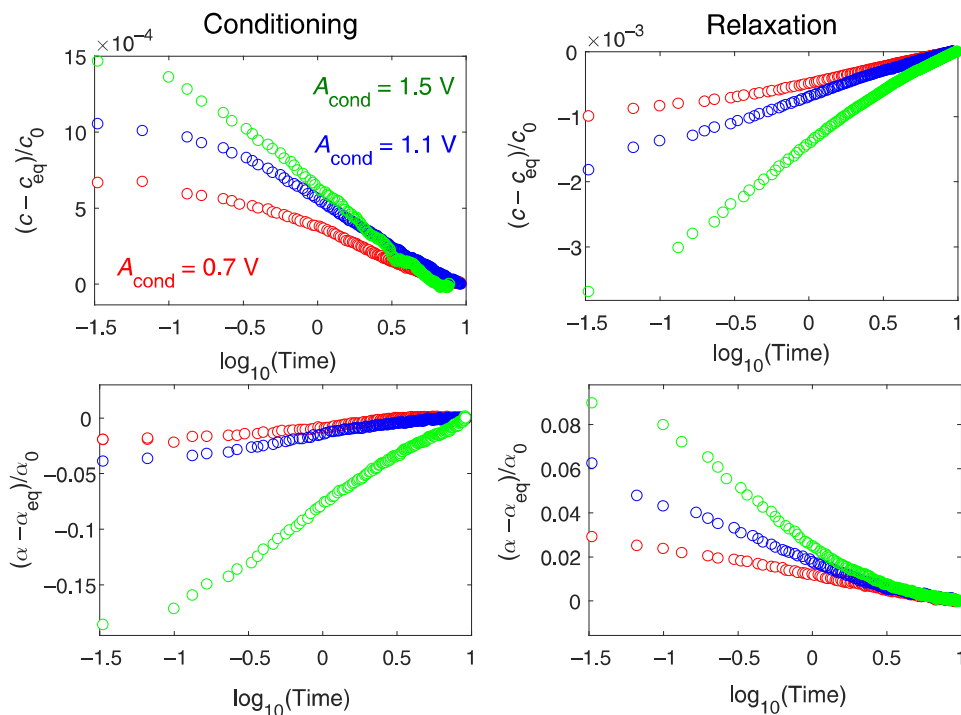 Conditioning
Relaxation
×10⁻⁴
A_cond = 1.5 V
A_cond = 1.1 V
A_cond = 0.7 V
(c − c_eq)/c_0
15
10
5
0
−1.5 −1 −0.5 0 0.5 1
log₁₀(Time)
×10⁻³
(c − c_eq)/c_0
0
−1
−2
−3
−1.5 −1 −0.5 0 0.5 1
log₁₀(Time)
(α − α_eq)/α_0
0
−0.05
−0.1
−0.15
−1.5 −1 −0.5 0 0.5 1
log₁₀(Time)
(α − α_eq)/α_0
0.08
0.06
0.04
0.02
0
−1.5 −1 −0.5 0 0.5 1
log₁₀(Time)